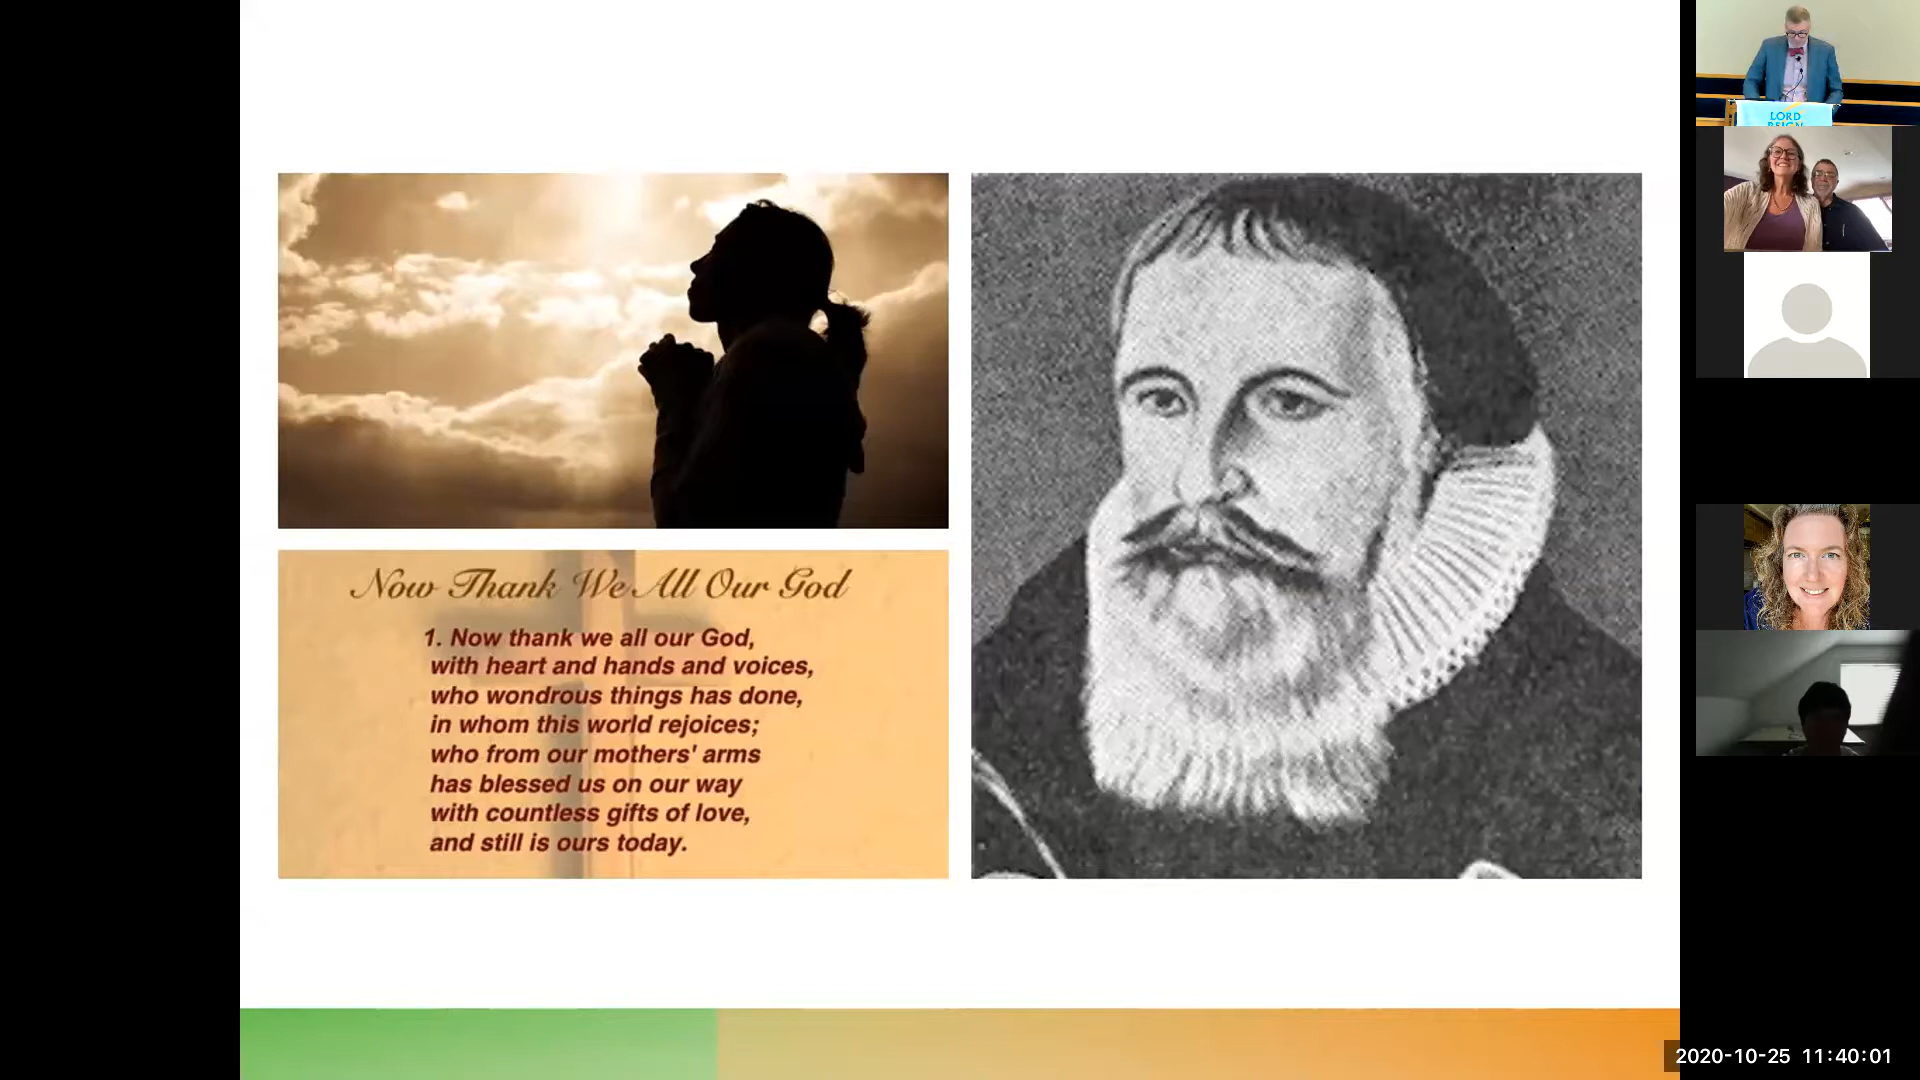 Now Thank We All Our God
1. Now thank we all our God,
with heart and hands and voices,
who wondrous things has done,
in whom this world rejoices;
who from our mothers' arms
has blessed us on our way
with countless gifts of love,
and still is ours today.
LORD
REIGN
2020-10-25 11:40:01